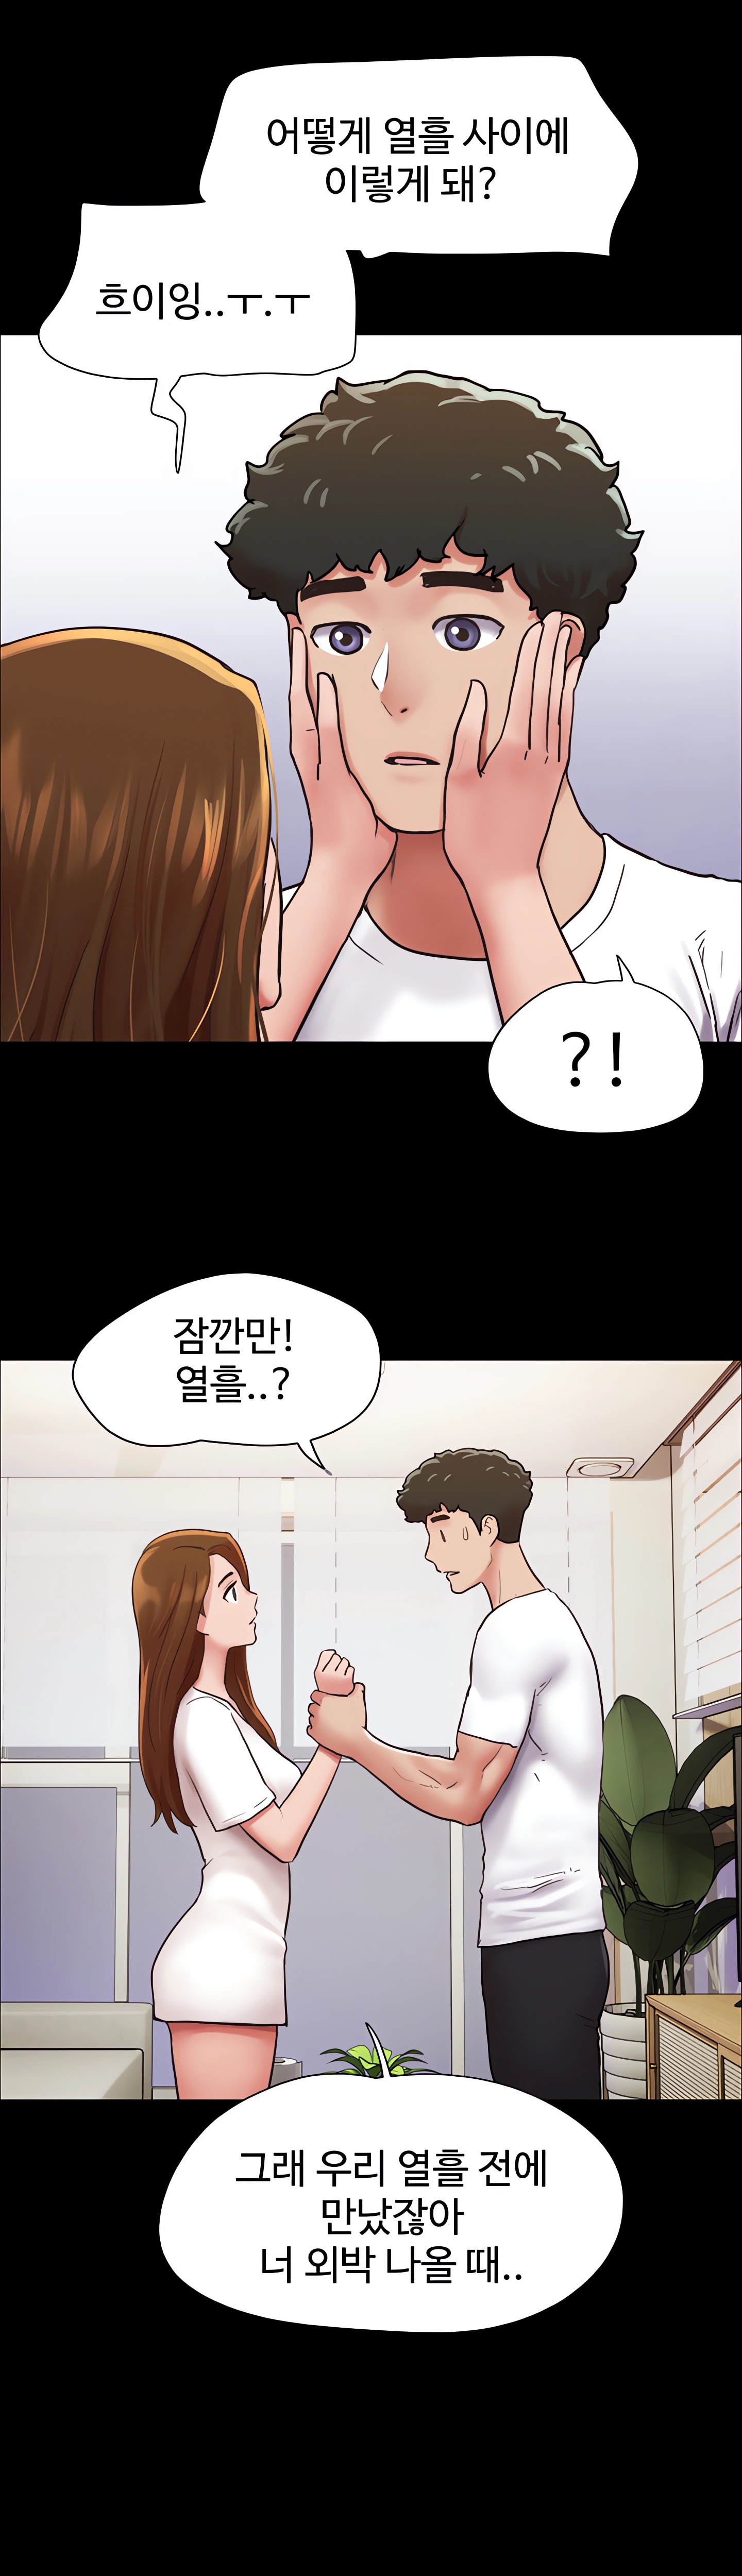 어떻게 열흘 사이에
이렇게 돼?
흐이잉..ㅜ.ㅜ
?!
잠깐만!
열흘..?
그래 우리 열흘 전에
만났잖아
너 외박 나올 때..